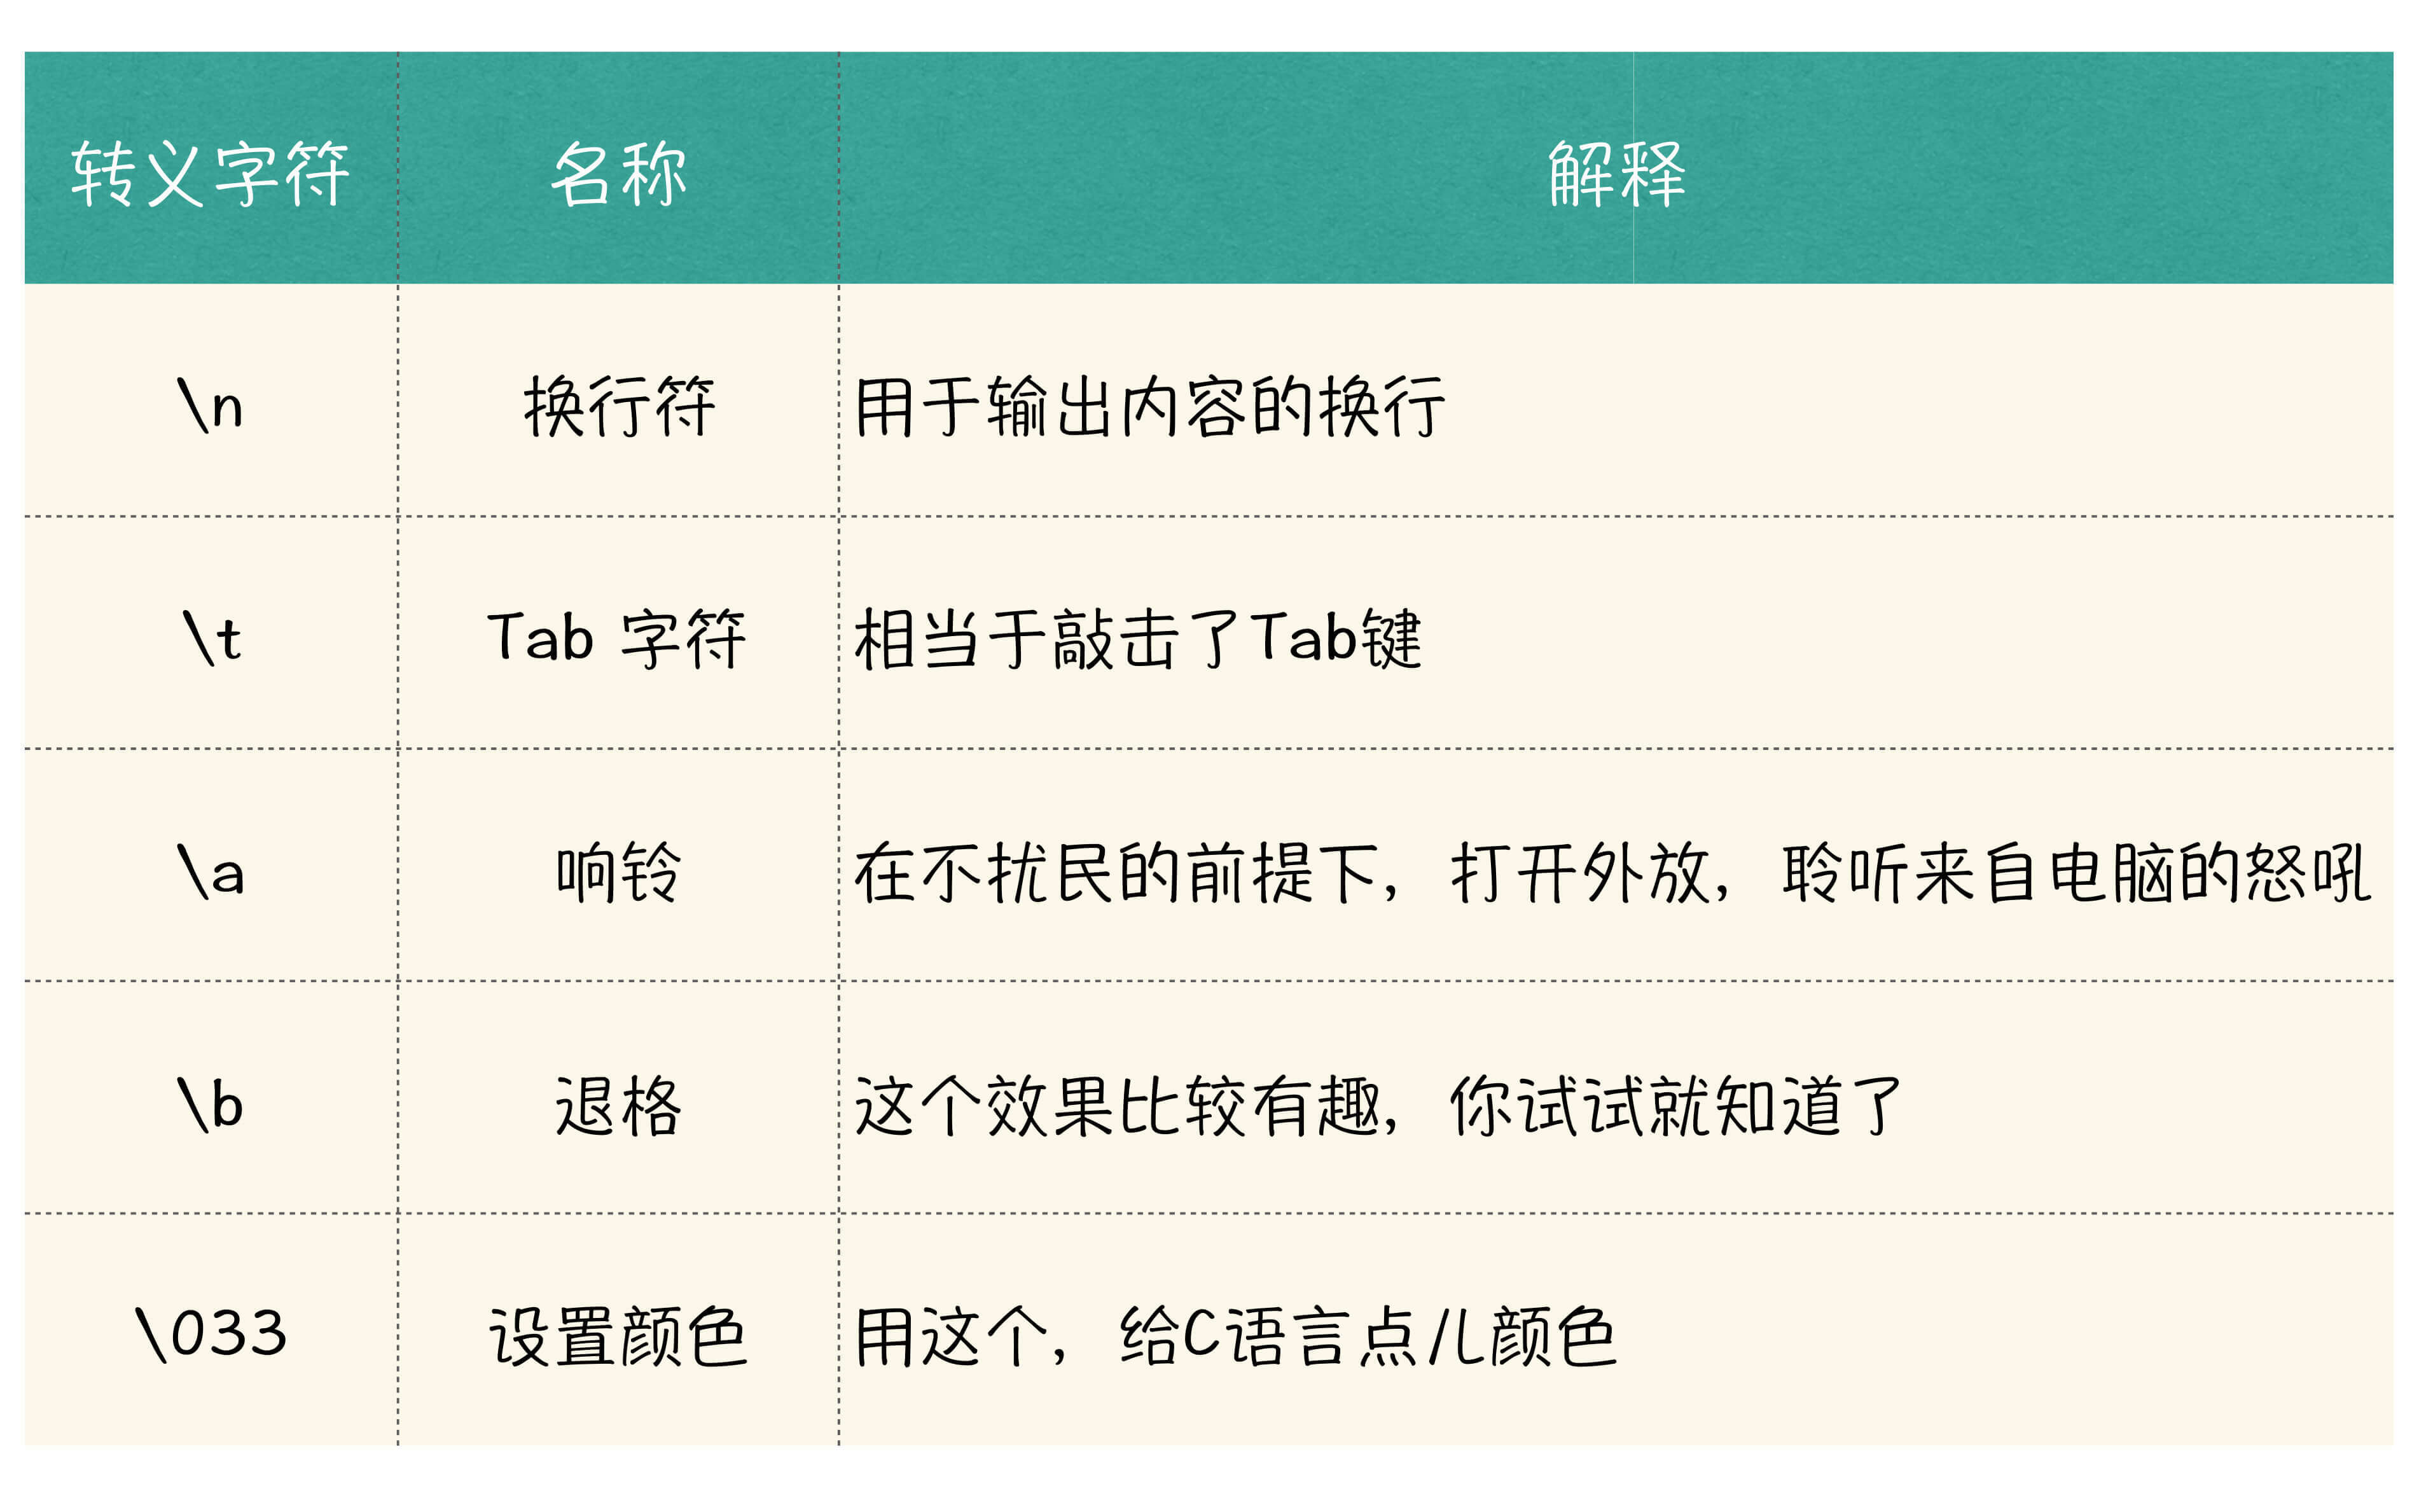 转义字符 名称 解释
\n 换行符 用于输出内容的换行
\t Tab 字符 相当于敲击了Tab键
\a 响铃 在不扰民的前提下，打开外放，聆听来自电脑的怒吼
\b 退格 这个效果比较有趣，你试试就知道了
\033 设置颜色 用这个，给C语言点儿颜色